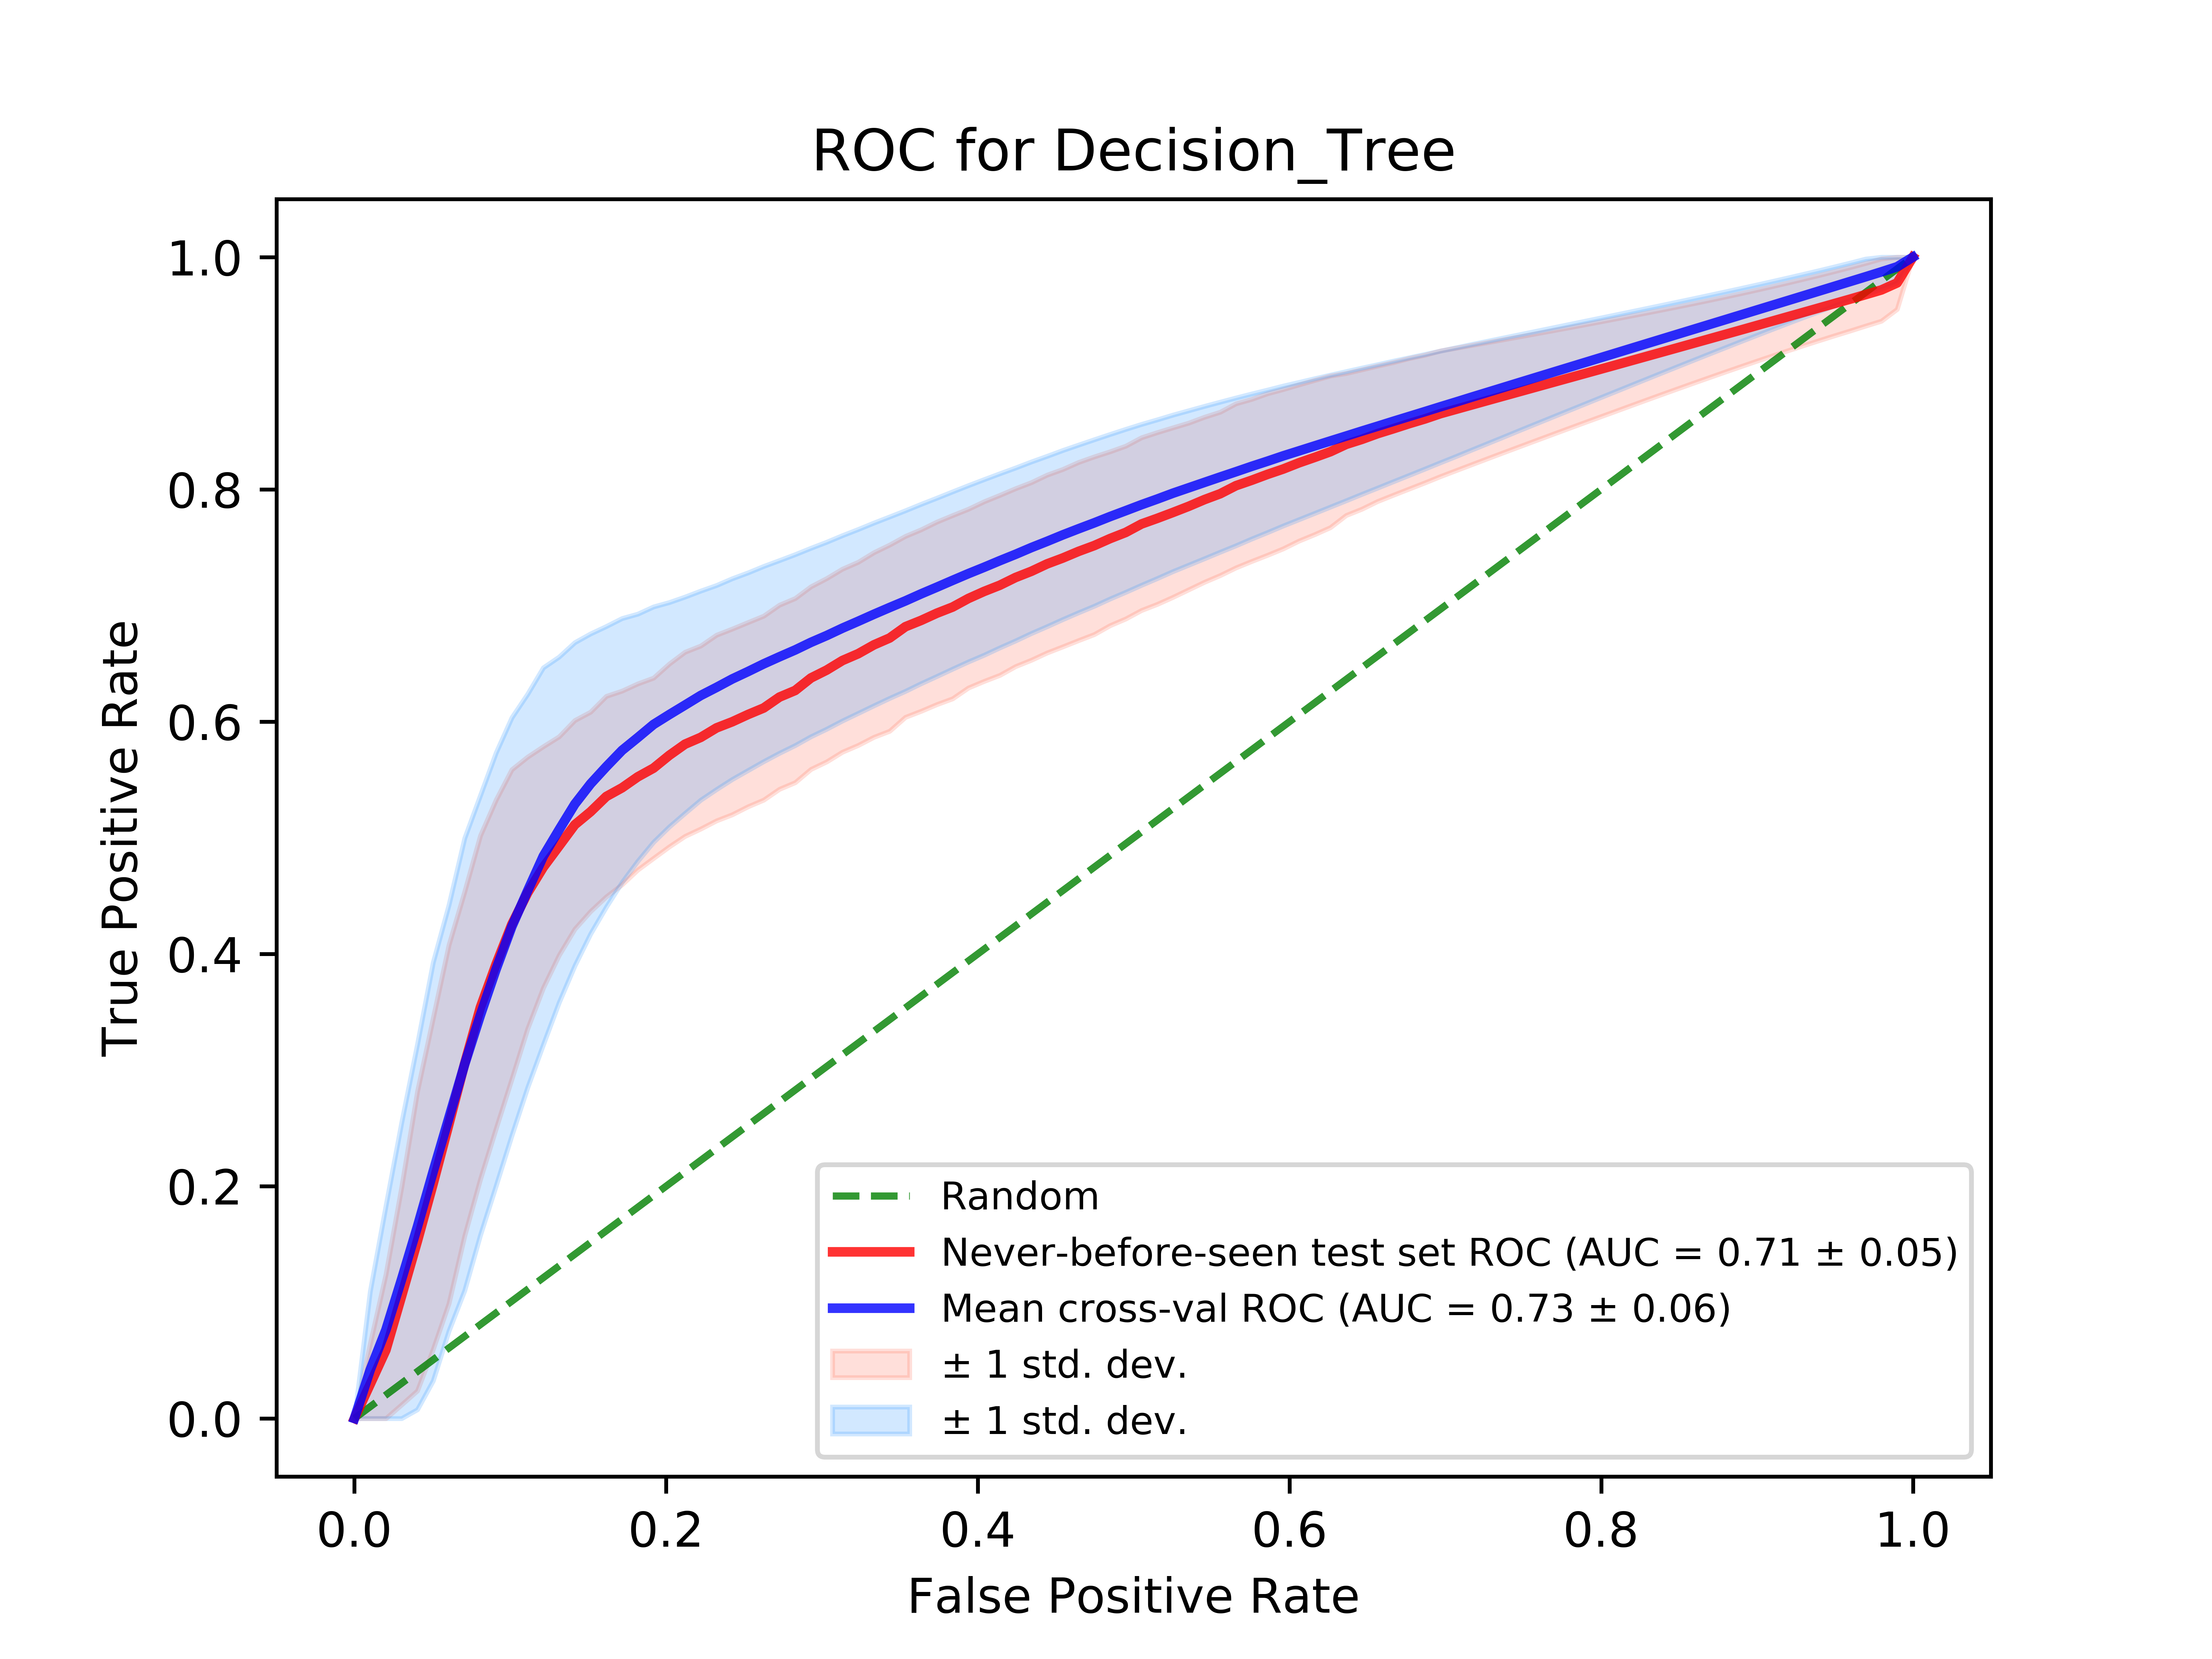 ROC for Decision_Tree
True Positive Rate
1.0
0.8
0.6
0.4
0.2
0.0
Random
Never-before-seen test set ROC (AUC = 0.71 ± 0.05)
Mean cross-val ROC (AUC = 0.73 ± 0.06)
± 1 std. dev.
± 1 std. dev.
0.0 0.2 0.4 0.6 0.8 1.0
False Positive Rate